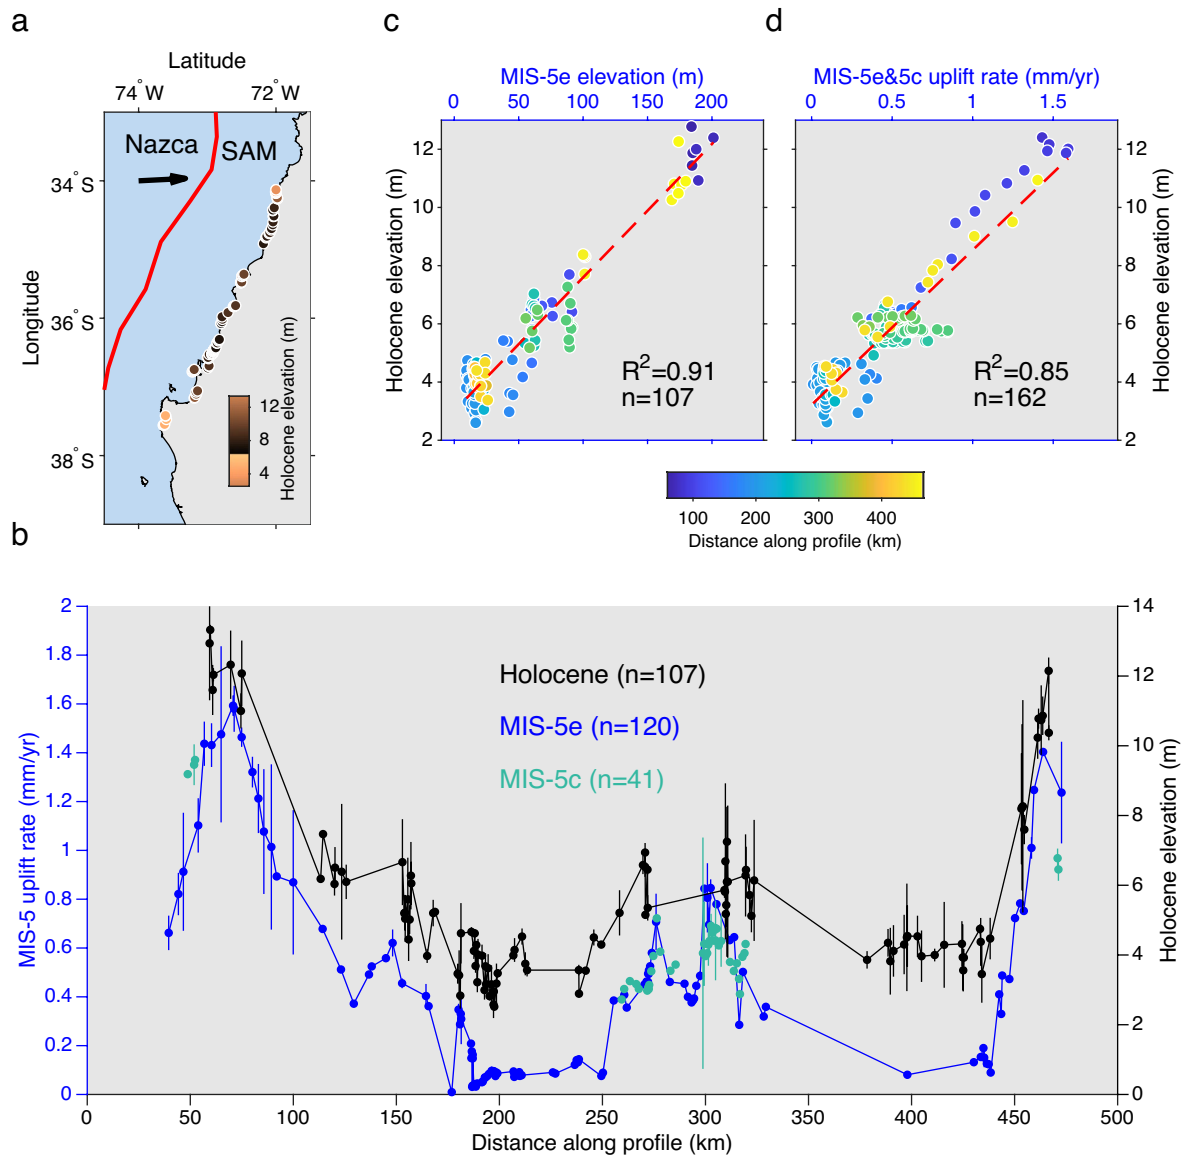 a
Latitude
74°W
72°W
Nazca
SAM
34°S
36°S
38°S
Longitude
12
8
4
Holocene elevation (m)
c
MIS-5e elevation (m)
0
50
100
150
200
12
10
8
6
4
2
Holocene elevation (m)
R²=0.91
n=107
d
MIS-5e&5c uplift rate (mm/yr)
0
0.5
1
1.5
12
10
8
6
4
2
Holocene elevation (m)
R²=0.85
n=162
100
200
300
400
Distance along profile (km)
b
2
1.8
1.6
1.4
1.2
1
0.8
0.6
0.4
0.2
0
MIS-5 uplift rate (mm/yr)
Holocene (n=107)
MIS-5e (n=120)
MIS-5c (n=41)
14
12
10
8
6
4
2
0
Holocene elevation (m)
0
50
100
150
200
250
300
350
400
450
500
Distance along profile (km)